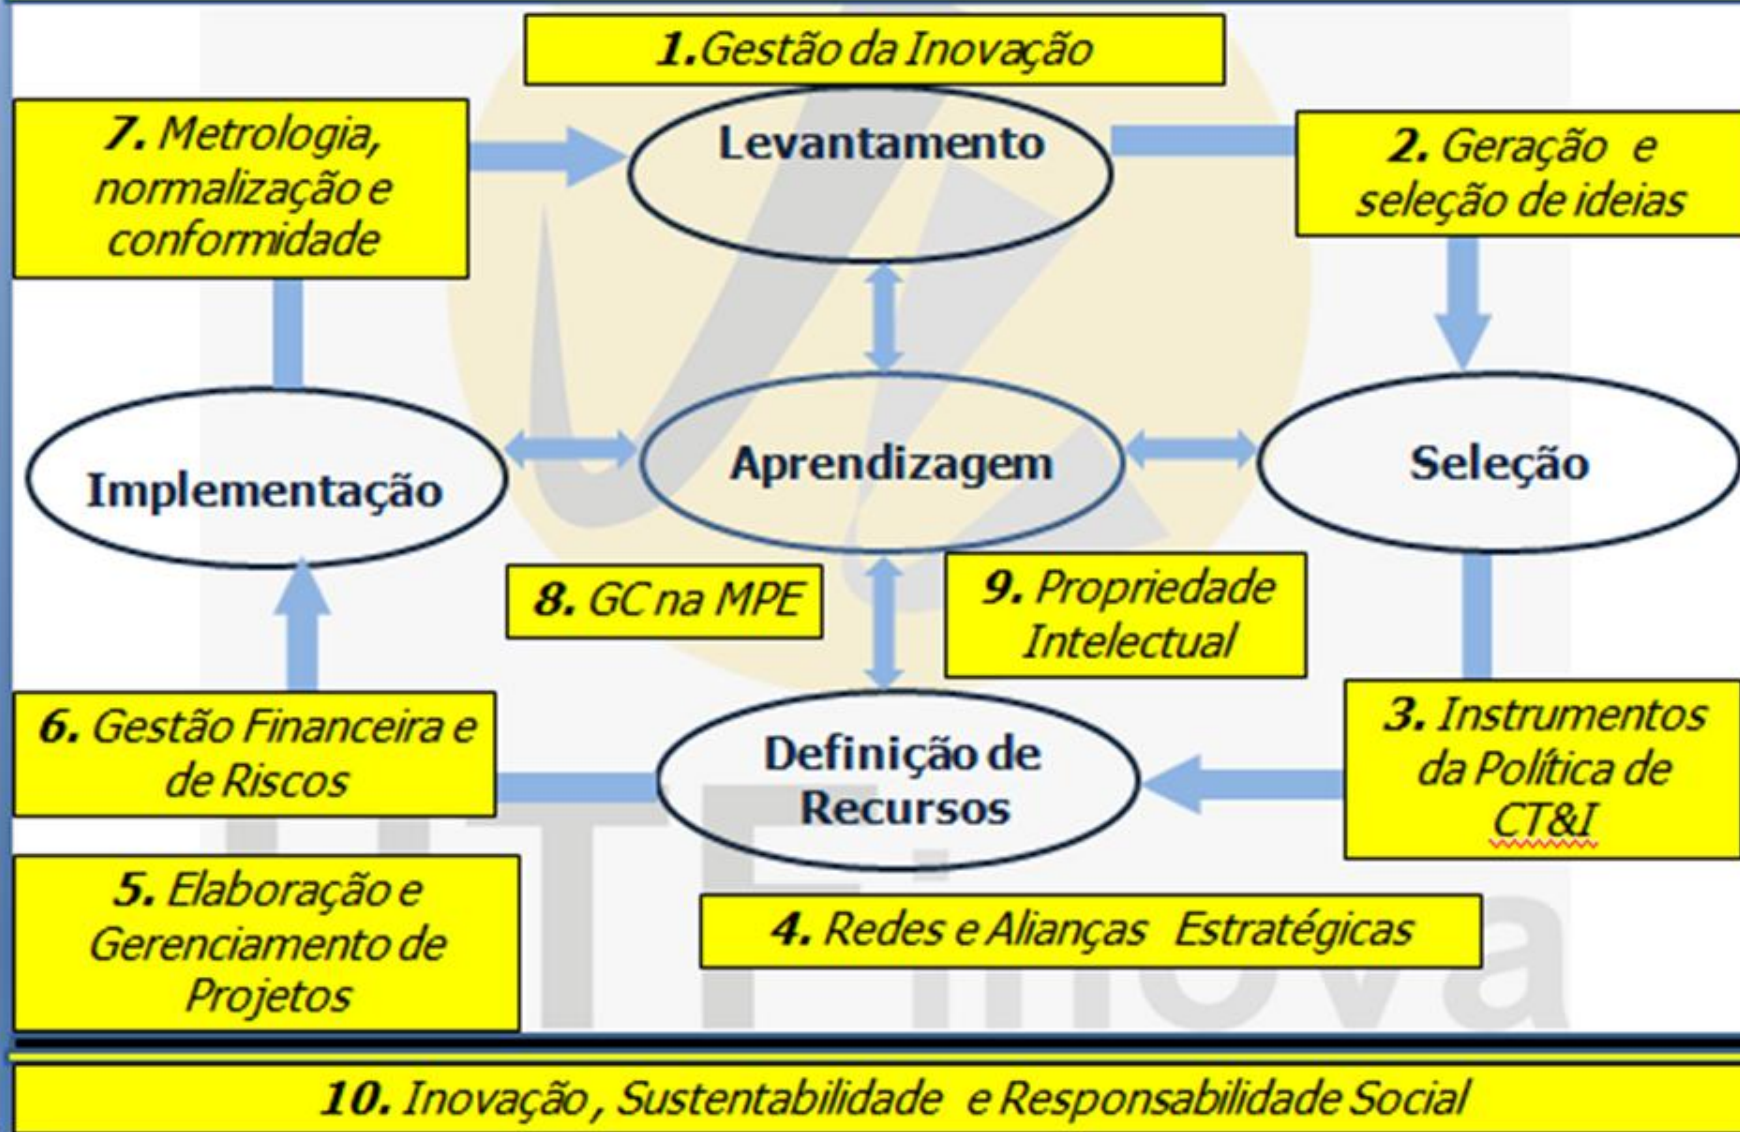 1.Gestão da Inovação
Levantamento
7. Metrologia,
normalização e
conformidade
2. Geração e
seleção de ideias
Implementação
Aprendizagem
Seleção
8. GC na MPE
9. Propriedade
Intelectual
6. Gestão Financeira e
de Riscos
Definição de
Recursos
3. Instrumentos
da Política de
CT&I
5. Elaboração e
Gerenciamento de
Projetos
4. Redes e Alianças Estratégicas
UTFinova
10. Inovação, Sustentabilidade e Responsabilidade Social